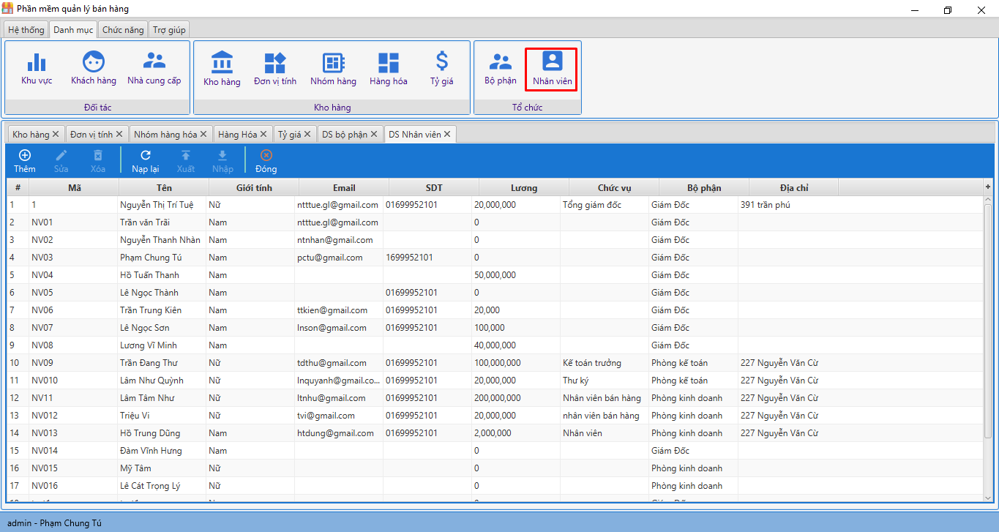 Phần mềm quản lý bán hàng
Hệ thống Danh mục Chức năng Trợ giúp
Khu vực Khách hàng Nhà cung cấp Kho hàng Đơn vị tính Nhóm hàng Hàng hóa Tỷ giá Bộ phận Nhân viên
Đối tác Kho hàng Tổ chức
Kho hàng Đơn vị tính Nhóm hàng hóa Hàng Hóa Tỷ giá DS bộ phận DS Nhân viên
Thêm Sửa Xóa Nạp lại Xuất Nhập Đóng
# Mã Tên Giới tính Email SDT Lương Chức vụ Bộ phận Địa chỉ +
1 1 Nguyễn Thị Trí Tuệ Nữ ntttue.gl@gmail.com 01699952101 20,000,000 Tổng giám đốc Giám Đốc 391 trần phú
2 NV01 Trần văn Trãi Nam ntttue.gl@gmail.com 0 Giám Đốc
3 NV02 Nguyễn Thanh Nhàn Nam ntnhan@gmail.com 0 Giám Đốc
4 NV03 Phạm Chung Tú Nam pctu@gmail.com 1699952101 0 Giám Đốc
5 NV04 Hồ Tuấn Thanh Nam 50,000,000 Giám Đốc
6 NV05 Lê Ngọc Thành Nam 01699952101 0 Giám Đốc
7 NV06 Trần Trung Kiên Nam ttkien@gmail.com 01699952101 20,000 Giám Đốc
8 NV07 Lê Ngọc Sơn Nam lnson@gmail.com 01699952101 100,000 Giám Đốc
9 NV08 Lương Vĩ Minh Nam 40,000,000 Giám Đốc
10 NV09 Trần Đang Thư Nữ tdthu@gmail.com 01699952101 100,000,000 Kế toán trưởng Phòng kế toán 227 Nguyễn Văn Cừ
11 NV010 Lâm Như Quỳnh Nữ lnquyanh@gmail.co... 01699952101 20,000,000 Thư ký Phòng kế toán 227 Nguyễn Văn Cừ
12 NV11 Lâm Tâm Như Nữ ltnhu@gmail.com 01699952101 200,000,000 Nhân viên bán hàng Phòng kinh doanh 227 Nguyễn Văn Cừ
13 NV012 Triệu Vi Nữ tvi@gmail.com 01699952101 20,000,000 nhân viên bán hàng Phòng kinh doanh 227 Nguyễn Văn Cừ
14 NV013 Hồ Trung Dũng Nam htdung@gmail.com 01699952101 2,000,000 Nhân viên Phòng kinh doanh 227 Nguyễn Văn Cừ
15 NV014 Đàm Vĩnh Hưng Nam 0 Giám Đốc
16 NV015 Mỹ Tâm Nữ 0 Phòng kinh doanh
17 NV016 Lê Cát Trọng Lý Nữ 0 Phòng kinh doanh
admin - Phạm Chung Tú